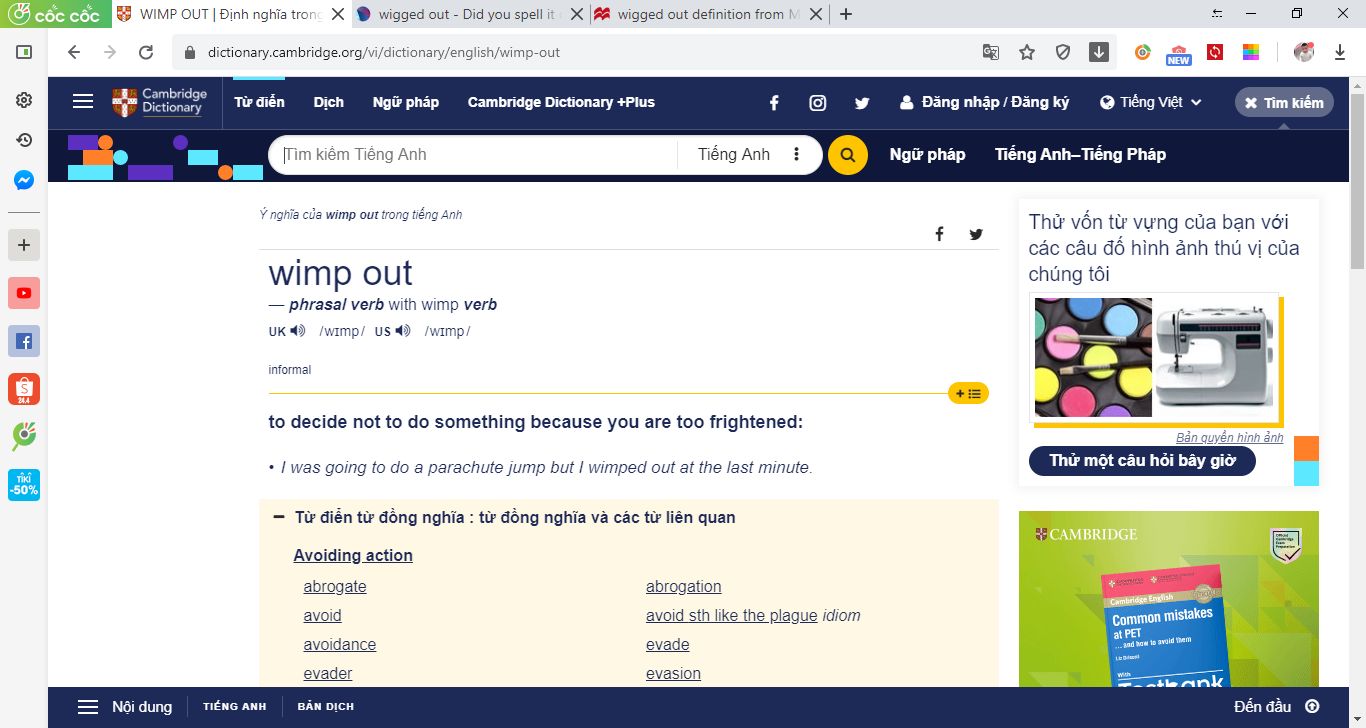 cốc cốc
WIMP OUT | Định nghĩa trong
wigged out - Did you spell it
wigged out definition from M
dictionary.cambridge.org/vi/dictionary/english/wimp-out
NEW
Cambridge
Dictionary
Từ điển
Dịch
Ngữ pháp
Cambridge Dictionary +Plus
Đăng nhập / Đăng ký
Tiếng Việt
Tìm kiếm
Tìm kiếm Tiếng Anh
Tiếng Anh
Ngữ pháp
Tiếng Anh–Tiếng Pháp
Ý nghĩa của wimp out trong tiếng Anh
wimp out
— phrasal verb with wimp verb
UK /wɪmp/ US /wɪmp/
informal
to decide not to do something because you are too frightened:
• I was going to do a parachute jump but I wimped out at the last minute.
Từ điển từ đồng nghĩa : từ đồng nghĩa và các từ liên quan
Avoiding action
abrogate
abrogation
avoid
avoid sth like the plague idiom
avoidance
evade
evader
evasion
Thử vốn từ vựng của bạn với
các câu đố hình ảnh thú vị của
chúng tôi
Bản quyền hình ảnh
Thử một câu hỏi bây giờ
CAMBRIDGE
Cambridge English
Common mistakes
at PET
... and how to avoid them
Liz Driscoll
With
Testbank
24.4
TIKI
-50%
Nội dung
TIẾNG ANH
BẢN DỊCH
Đến đầu